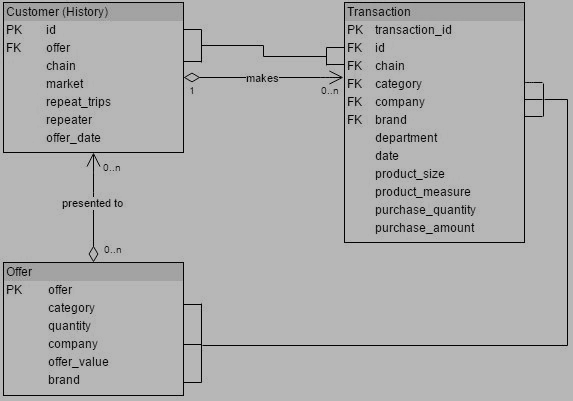 Customer (History)
PK id
FK offer
chain
market
repeat_trips
repeater
offer_date
Transaction
PK transaction_id
FK id
FK chain
FK category
FK company
FK brand
department
date
product_size
product_measure
purchase_quantity
purchase_amount
makes
1
0..n
0..n
presented to
0..n
Offer
PK offer
category
quantity
company
offer_value
brand